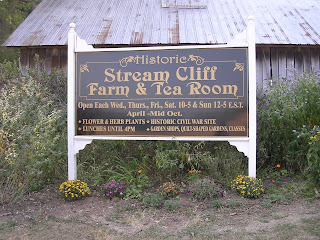 Historic
Stream Cliff
Farm & Tea Room
Open Each Wed., Thurs., Fri., Sat. 10-5 & Sun 12-5 E.S.T.
April -Mid Oct.
• Flower & Herb Plants • Historic Civil War Site
• Lunches until 4pm • Garden Shops, Quilt-Shaped Gardens, Classes